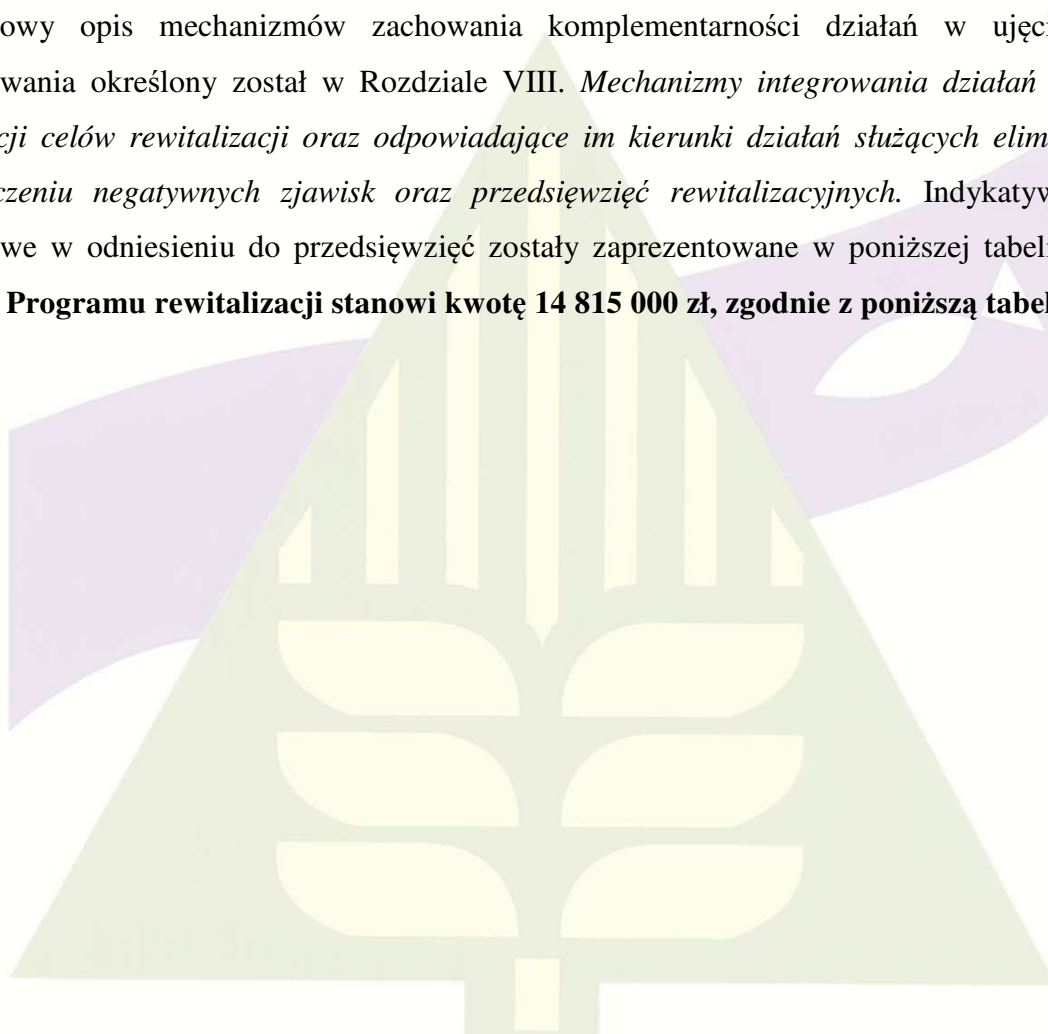 owy opis mechanizmów zachowania komplementarności działań w ujęci
wania określony został w Rozdziale VIII. Mechanizmy integrowania działań
cji celów rewitalizacji oraz odpowiadające im kierunki działań służących elim
czeniu negatywnych zjawisk oraz przedsięwzięć rewitalizacyjnych. Indykatyw
we w odniesieniu do przedsięwzięć zostały zaprezentowane w poniższej tabeli
Programu rewitalizacji stanowi kwotę 14 815 000 zł, zgodnie z poniższą tabel